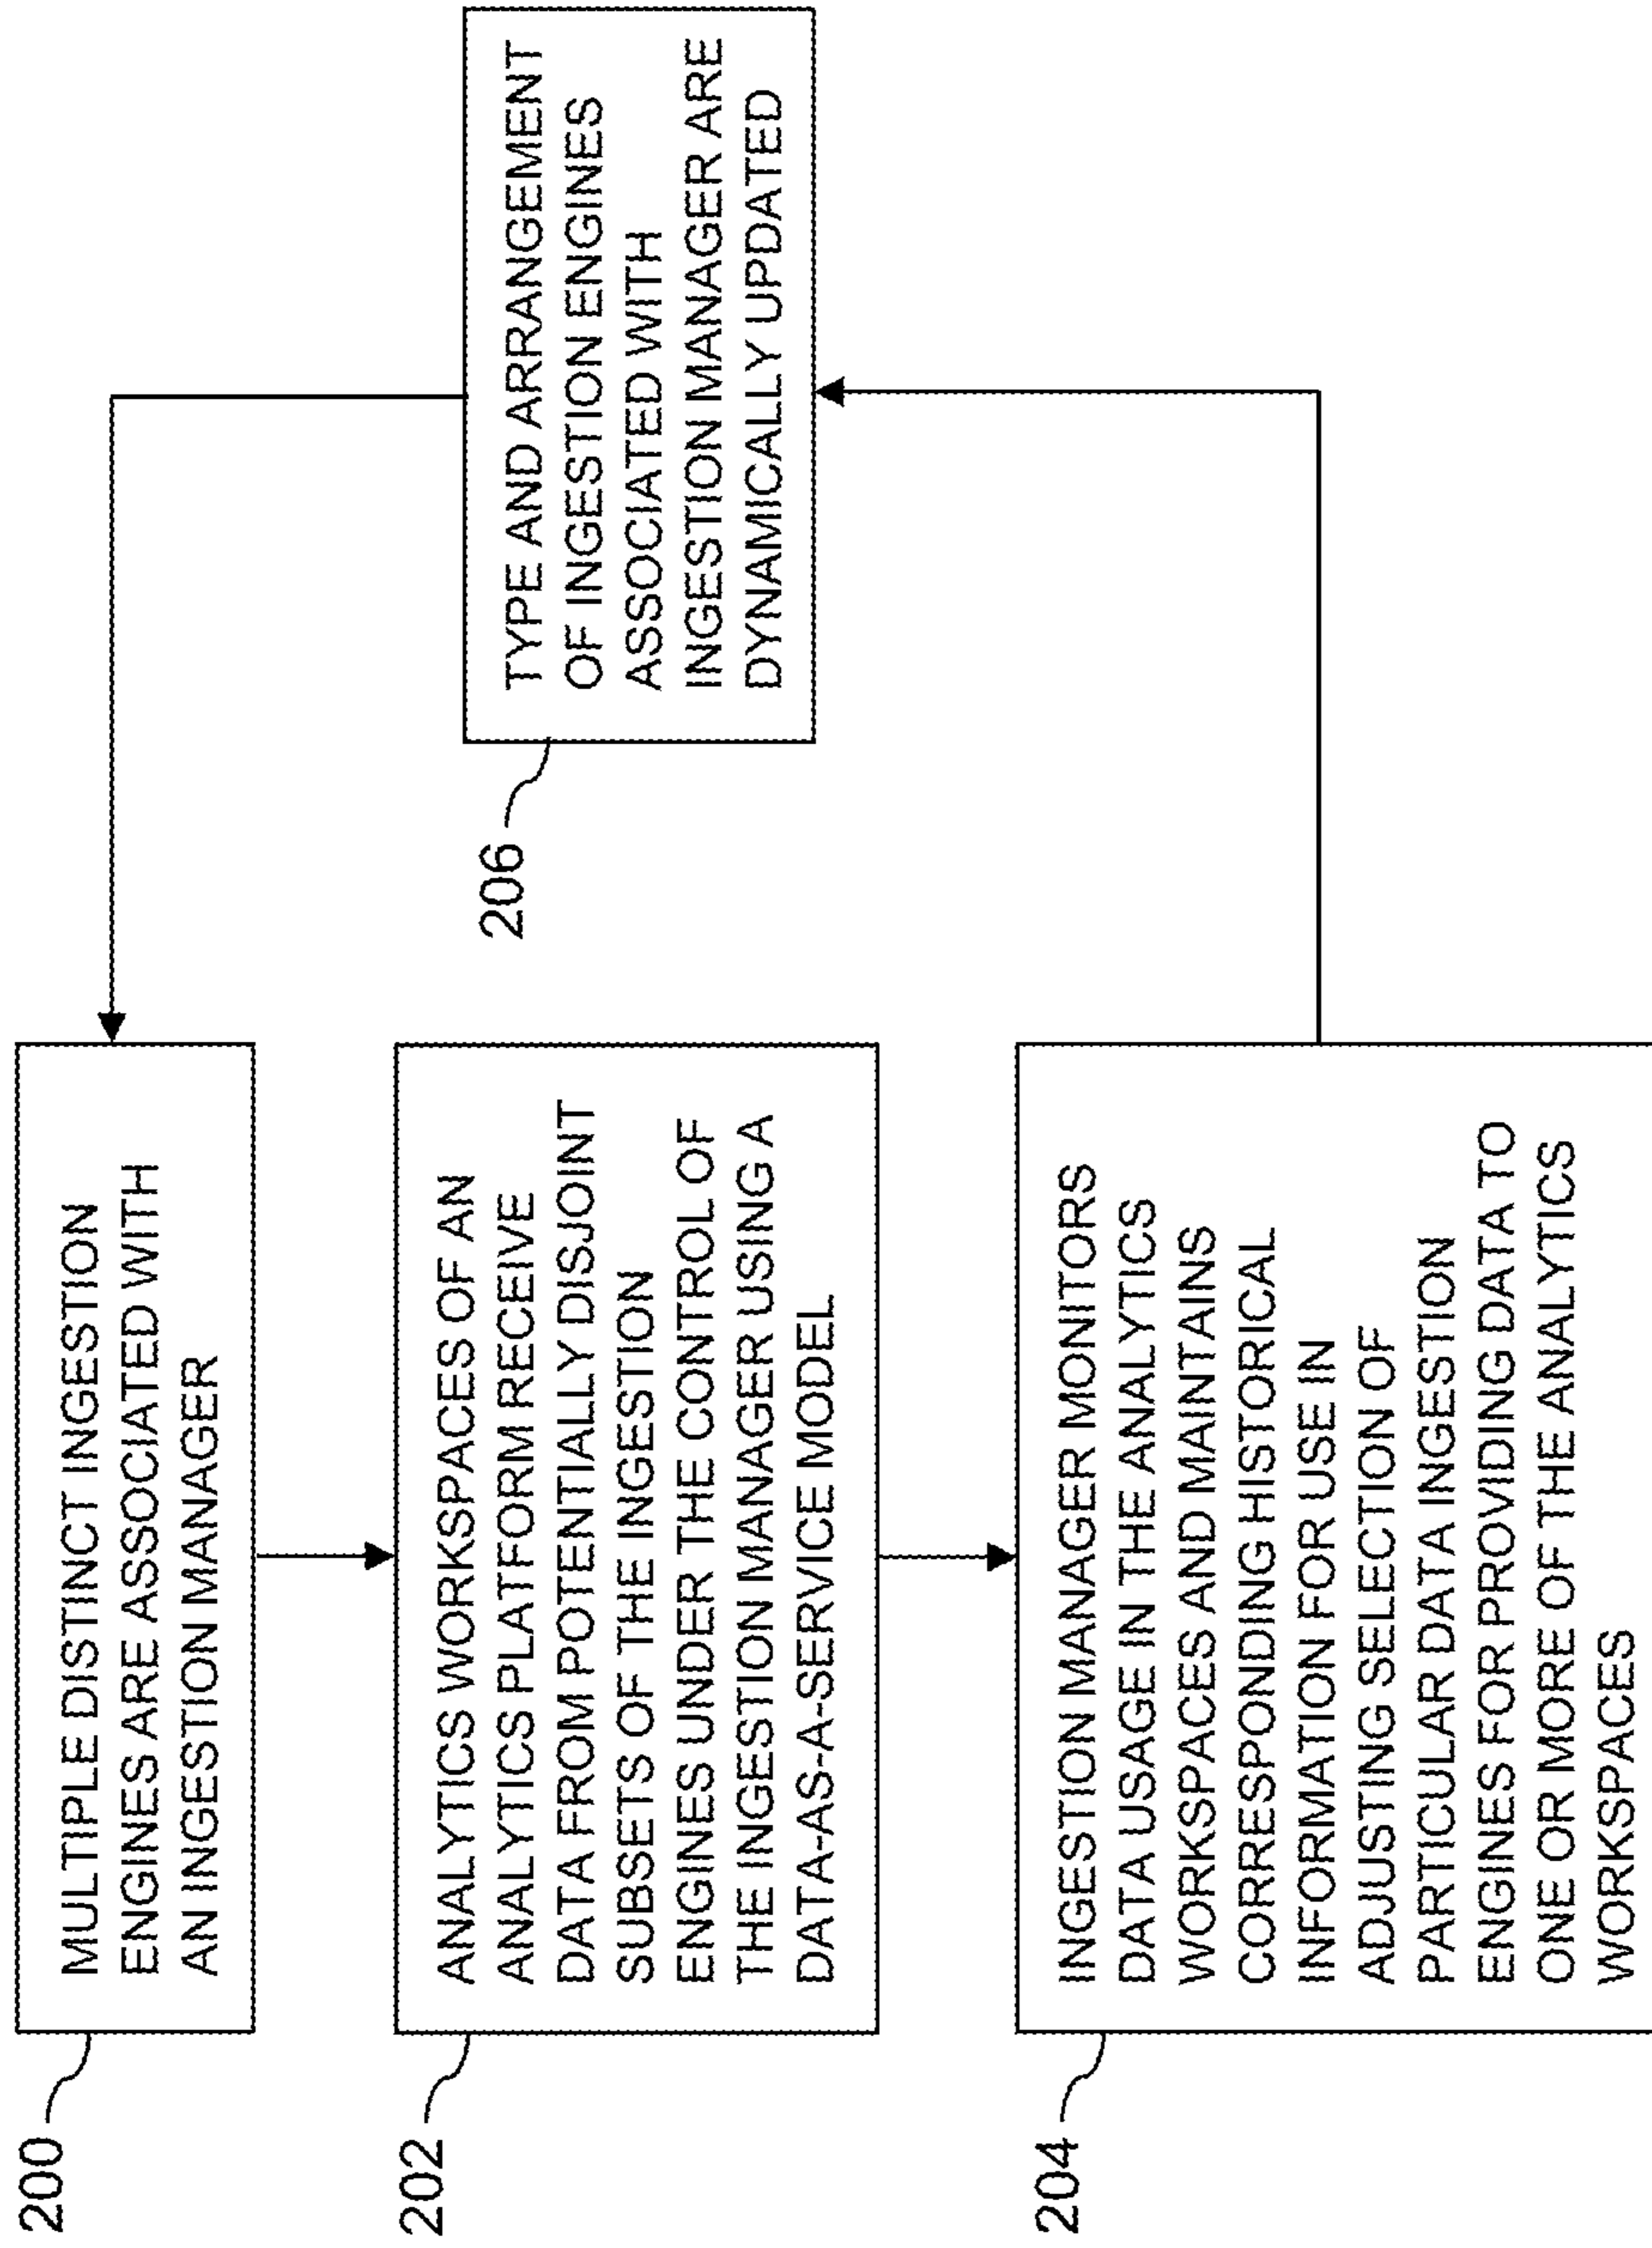 200
MULTIPLE DISTINCT INGESTION
ENGINES ARE ASSOCIATED WITH
AN INGESTION MANAGER
202
ANALYTICS WORKSPACES OF AN
ANALYTICS PLATFORM RECEIVE
DATA FROM POTENTIALLY DISJOINT
SUBSETS OF THE INGESTION
ENGINES UNDER THE CONTROL OF
THE INGESTION MANAGER USING A
DATA-AS-A-SERVICE MODEL
204
INGESTION MANAGER MONITORS
DATA USAGE IN THE ANALYTICS
WORKSPACES AND MAINTAINS
CORRESPONDING HISTORICAL
INFORMATION FOR USE IN
ADJUSTING SELECTION OF
PARTICULAR DATA INGESTION
ENGINES FOR PROVIDING DATA TO
ONE OR MORE OF THE ANALYTICS
WORKSPACES
206
TYPE AND ARRANGEMENT
OF INGESTION ENGINES
ASSOCIATED WITH
INGESTION MANAGER ARE
DYNAMICALLY UPDATED